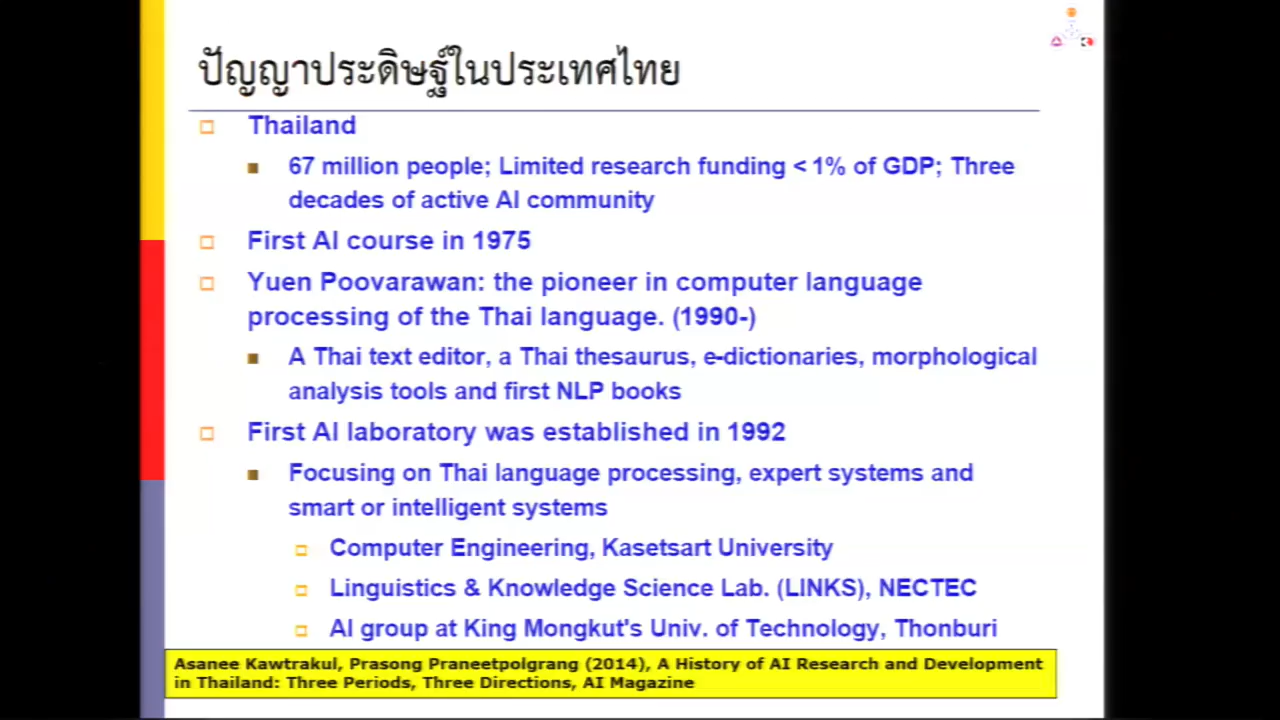 ปัญญาประดิษฐ์ในประเทศไทย
Thailand
67 million people; Limited research funding < 1% of GDP; Three
decades of active AI community
First AI course in 1975
Yuen Poovarawan: the pioneer in computer language
processing of the Thai language. (1990-)
A Thai text editor, a Thai thesaurus, e-dictionaries, morphological
analysis tools and first NLP books
First AI laboratory was established in 1992
Focusing on Thai language processing, expert systems and
smart or intelligent systems
Computer Engineering, Kasetsart University
Linguistics & Knowledge Science Lab. (LINKS), NECTEC
AI group at King Mongkut's Univ. of Technology, Thonburi
Asanee Kawtrakul, Prasong Praneetpolgrang (2014), A History of AI Research and Development
in Thailand: Three Periods, Three Directions, AI Magazine